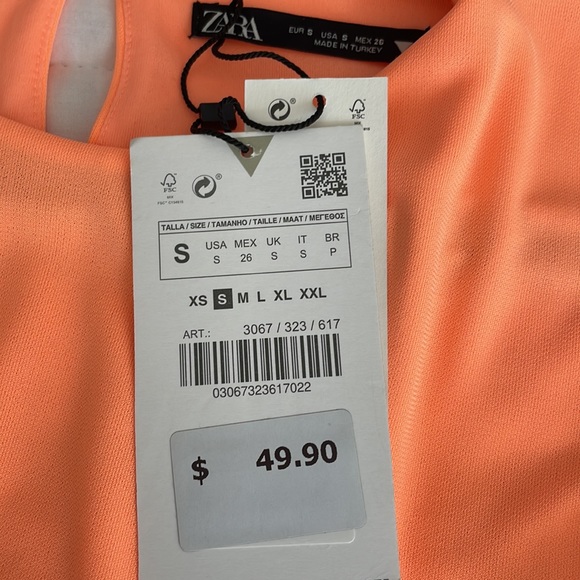 ZARA
EUR S USA S MEX 26
MADE IN TURKEY
FSC
FSC
TALLA / SIZE / TAMANHO / TAILLE / MAAT / ΜΕΓΕΘΟΣ
S
USA MEX UK IT BR
S 26 S S P
XS S M L XL XXL
ART.: 3067 / 323 / 617
03067323617022
$ 49.90